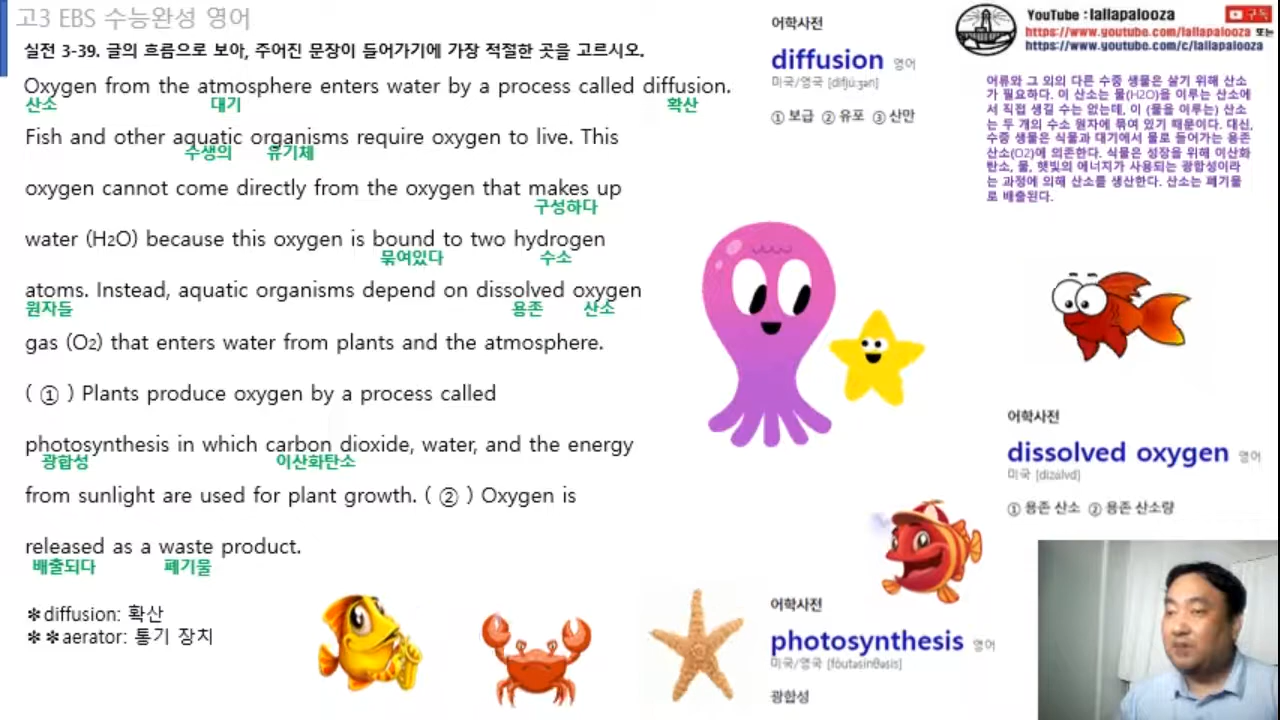 고3 EBS 수능완성 영어
실전 3-39. 글의 흐름으로 보아, 주어진 문장이 들어가기에 가장 적절한 곳을 고르시오.
Oxygen from the atmosphere enters water by a process called diffusion.
산소 대기 확산
Fish and other aquatic organisms require oxygen to live. This
수생의 유기체
oxygen cannot come directly from the oxygen that makes up
구성하다
water (H2O) because this oxygen is bound to two hydrogen
묶여있다 수소
atoms. Instead, aquatic organisms depend on dissolved oxygen
원자들 용존 산소
gas (O2) that enters water from plants and the atmosphere.
( ① ) Plants produce oxygen by a process called
photosynthesis in which carbon dioxide, water, and the energy
광합성 이산화탄소
from sunlight are used for plant growth. ( ② ) Oxygen is
released as a waste product.
배출되다 폐기물
✻diffusion: 확산
✻✻aerator: 통기 장치
어학사전
diffusion 영어
미국/영국 [difjúːʒən]
① 보급 ② 유포 ③ 산만
YouTube : lallapalooza
구독
https://www.youtube.com/lallapalooza 또는
https://www.youtube.com/c/lallapalooza
어류와 그 외의 다른 수중 생물은 살기 위해 산소
가 필요하다. 이 산소는 물(H2O)을 이루는 산소에
서 직접 생길 수는 없는데, 이 (물을 이루는) 산소
는 두 개의 수소 원자에 묶여 있기 때문이다. 대신,
수중 생물은 식물과 대기에서 물로 들어가는 용존
산소(O2)에 의존한다. 식물은 성장을 위해 이산화
탄소, 물, 햇빛의 에너지가 사용되는 광합성이라
는 과정에 의해 산소를 생산한다. 산소는 폐기물
로 배출된다.
어학사전
dissolved oxygen 영어
미국 [dizálvd]
① 용존 산소 ② 용존 산소량
어학사전
photosynthesis 영어
미국/영국 [fòutəsínθəsis]
광합성